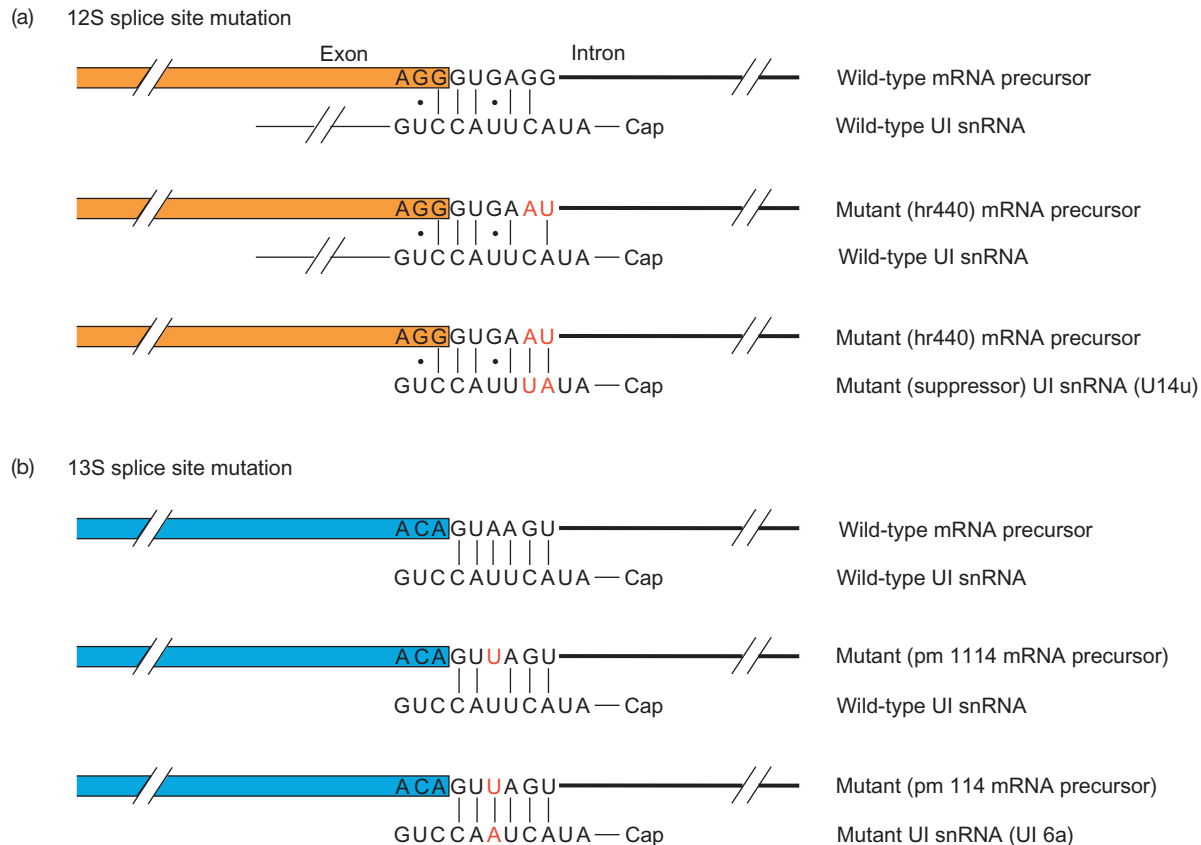 (a) 12S splice site mutation
Exon Intron
AGGGUGAGG Wild-type mRNA precursor
GUCCAUUCAUA Cap Wild-type UI snRNA
AGGGUGAAU Mutant (hr440) mRNA precursor
GUCCAUUCAUA Cap Wild-type UI snRNA
AGGGUGAAU Mutant (hr440) mRNA precursor
GUCCAUUUAUA Cap Mutant (suppressor) UI snRNA (U14u)
(b) 13S splice site mutation
ACAGUAAGU Wild-type mRNA precursor
GUCCAUUCAUA Cap Wild-type UI snRNA
ACAGUUAGU Mutant (pm 1114 mRNA precursor)
GUCCAUUCAUA Cap Wild-type UI snRNA
ACAGUUAGU Mutant (pm 114 mRNA precursor)
GUCCAAUCAUA Cap Mutant UI snRNA (UI 6a)